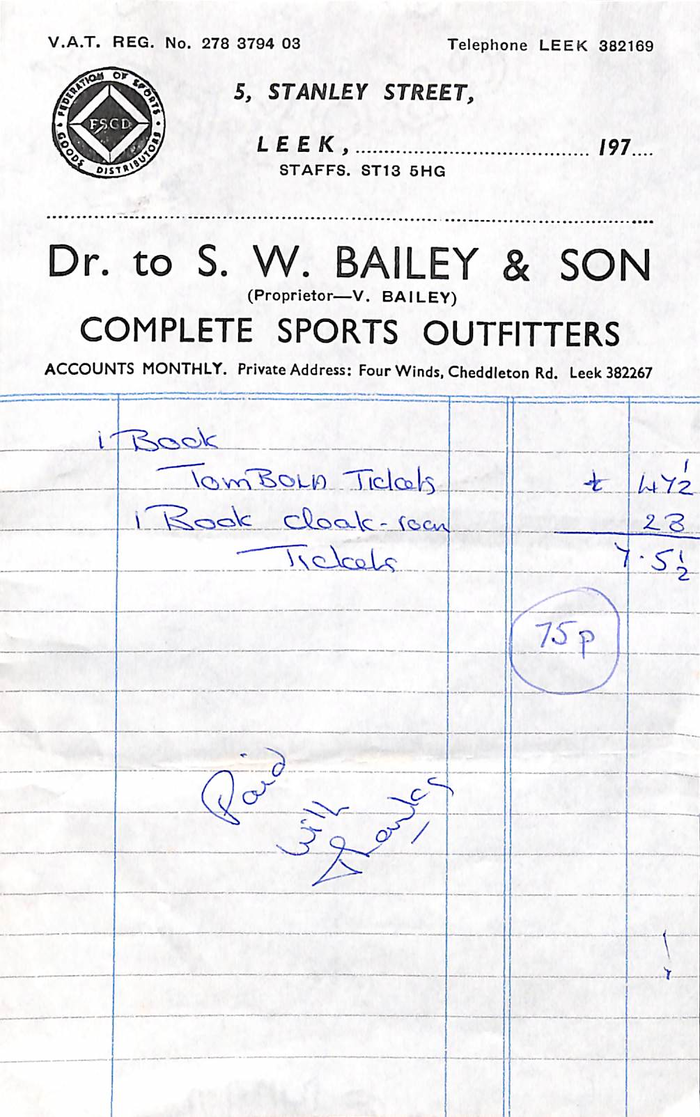 V.A.T. REG. No. 278 3794 03 Telephone LEEK 382169
FEDERATION OF SPORTS
FSGD
GOODS DISTRIBUTORS
5, STANLEY STREET,
LEEK,.......................................... 197....
STAFFS. ST13 5HG
Dr. to S. W. BAILEY & SON
(Proprietor—V. BAILEY)
COMPLETE SPORTS OUTFITTERS
ACCOUNTS MONTHLY. Private Address: Four Winds, Cheddleton Rd. Leek 382267
1 Book
TomBOLA Tickets 47½
1 Book cloak-room 28
Tickets 7·5½
75p
Paid
with
thanks